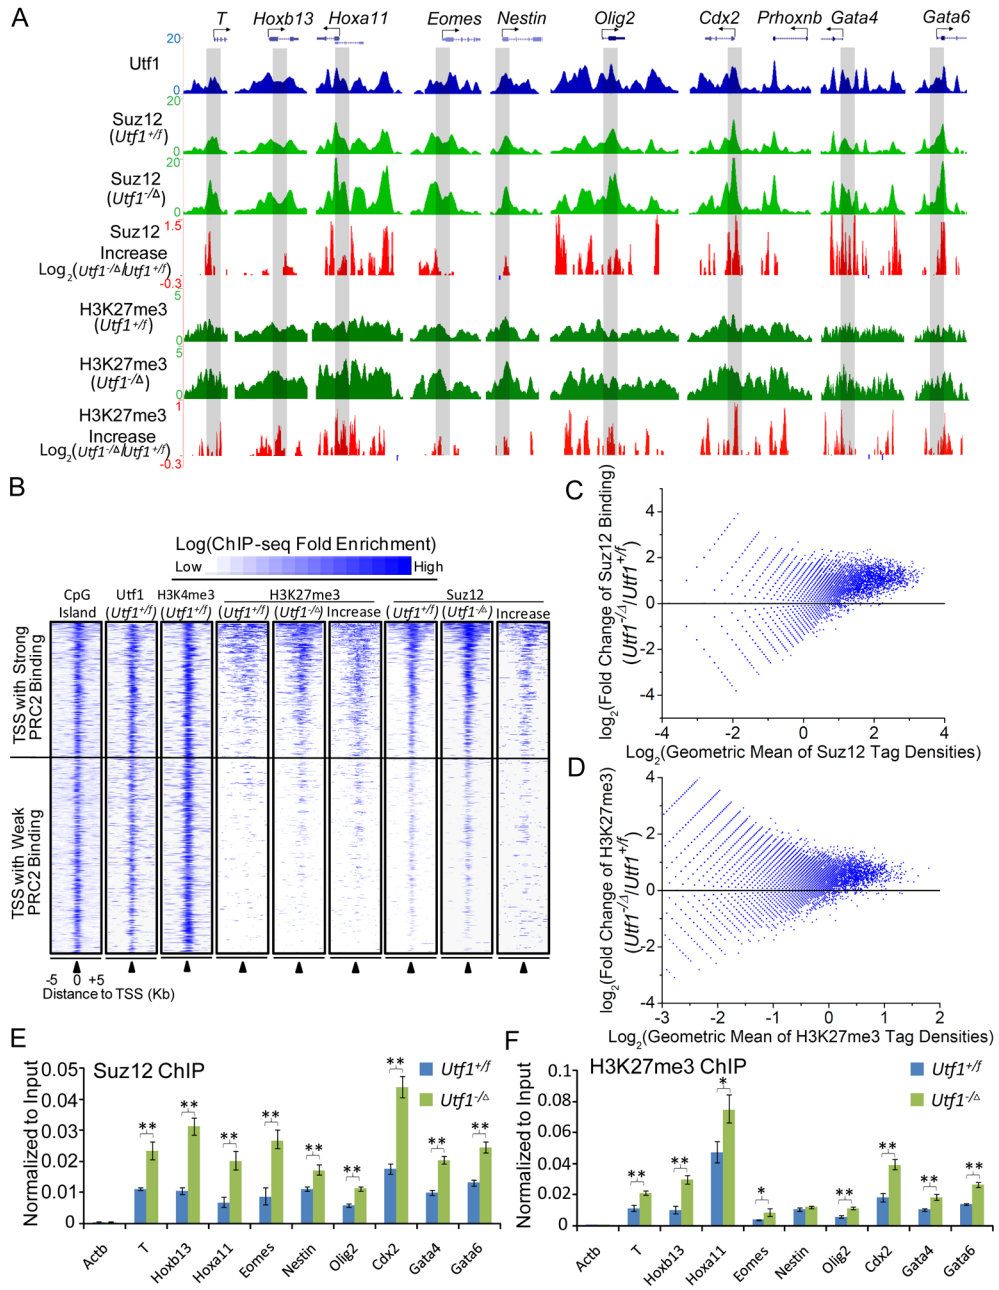 A
T Hoxb13 Hoxa11 Eomes Nestin Olig2 Cdx2 Prhoxnb Gata4 Gata6
20
Utf1
0
20
Suz12
(Utf1+/f)
0
20
Suz12
(Utf1-/Δ)
0
1.5
Suz12
Increase
Log2(Utf1-/Δ/Utf1+/f)
-0.3
5
H3K27me3
(Utf1+/f)
0
5
H3K27me3
(Utf1-/Δ)
0
1
H3K27me3
Increase
Log2(Utf1-/Δ/Utf1+/f)
-0.3
B
Log(ChIP-seq Fold Enrichment)
Low High
CpG Island
Utf1 (Utf1+/f)
H3K4me3 (Utf1+/f)
H3K27me3
(Utf1+/f) (Utf1-/Δ) Increase
Suz12
(Utf1+/f) (Utf1-/Δ) Increase
TSS with Strong
PRC2 Binding
TSS with Weak
PRC2 Binding
-5 0 +5
Distance to TSS (Kb)
C
log2(Fold Change of Suz12 Binding)
(Utf1-/Δ/Utf1+/f)
4
2
0
-2
-4
-4 -2 0 2 4
Log2(Geometric Mean of Suz12 Tag Densities)
D
log2(Fold Change of H3K27me3)
(Utf1-/Δ/Utf1+/f)
4
2
0
-2
-4
-3 -2 -1 0 1 2
Log2(Geometric Mean of H3K27me3 Tag Densities)
E
Suz12 ChIP
Utf1+/f
Utf1-/Δ
Normalized to Input
0.05
0.04
0.03
0.02
0.01
0
** ** ** ** ** ** ** ** **
Actb T Hoxb13 Hoxa11 Eomes Nestin Olig2 Cdx2 Gata4 Gata6
F
H3K27me3 ChIP
Utf1+/f
Utf1-/Δ
Normalized to Input
0.1
0.08
0.06
0.04
0.02
0
** ** * * ** ** ** **
Actb T Hoxb13 Hoxa11 Eomes Nestin Olig2 Cdx2 Gata4 Gata6